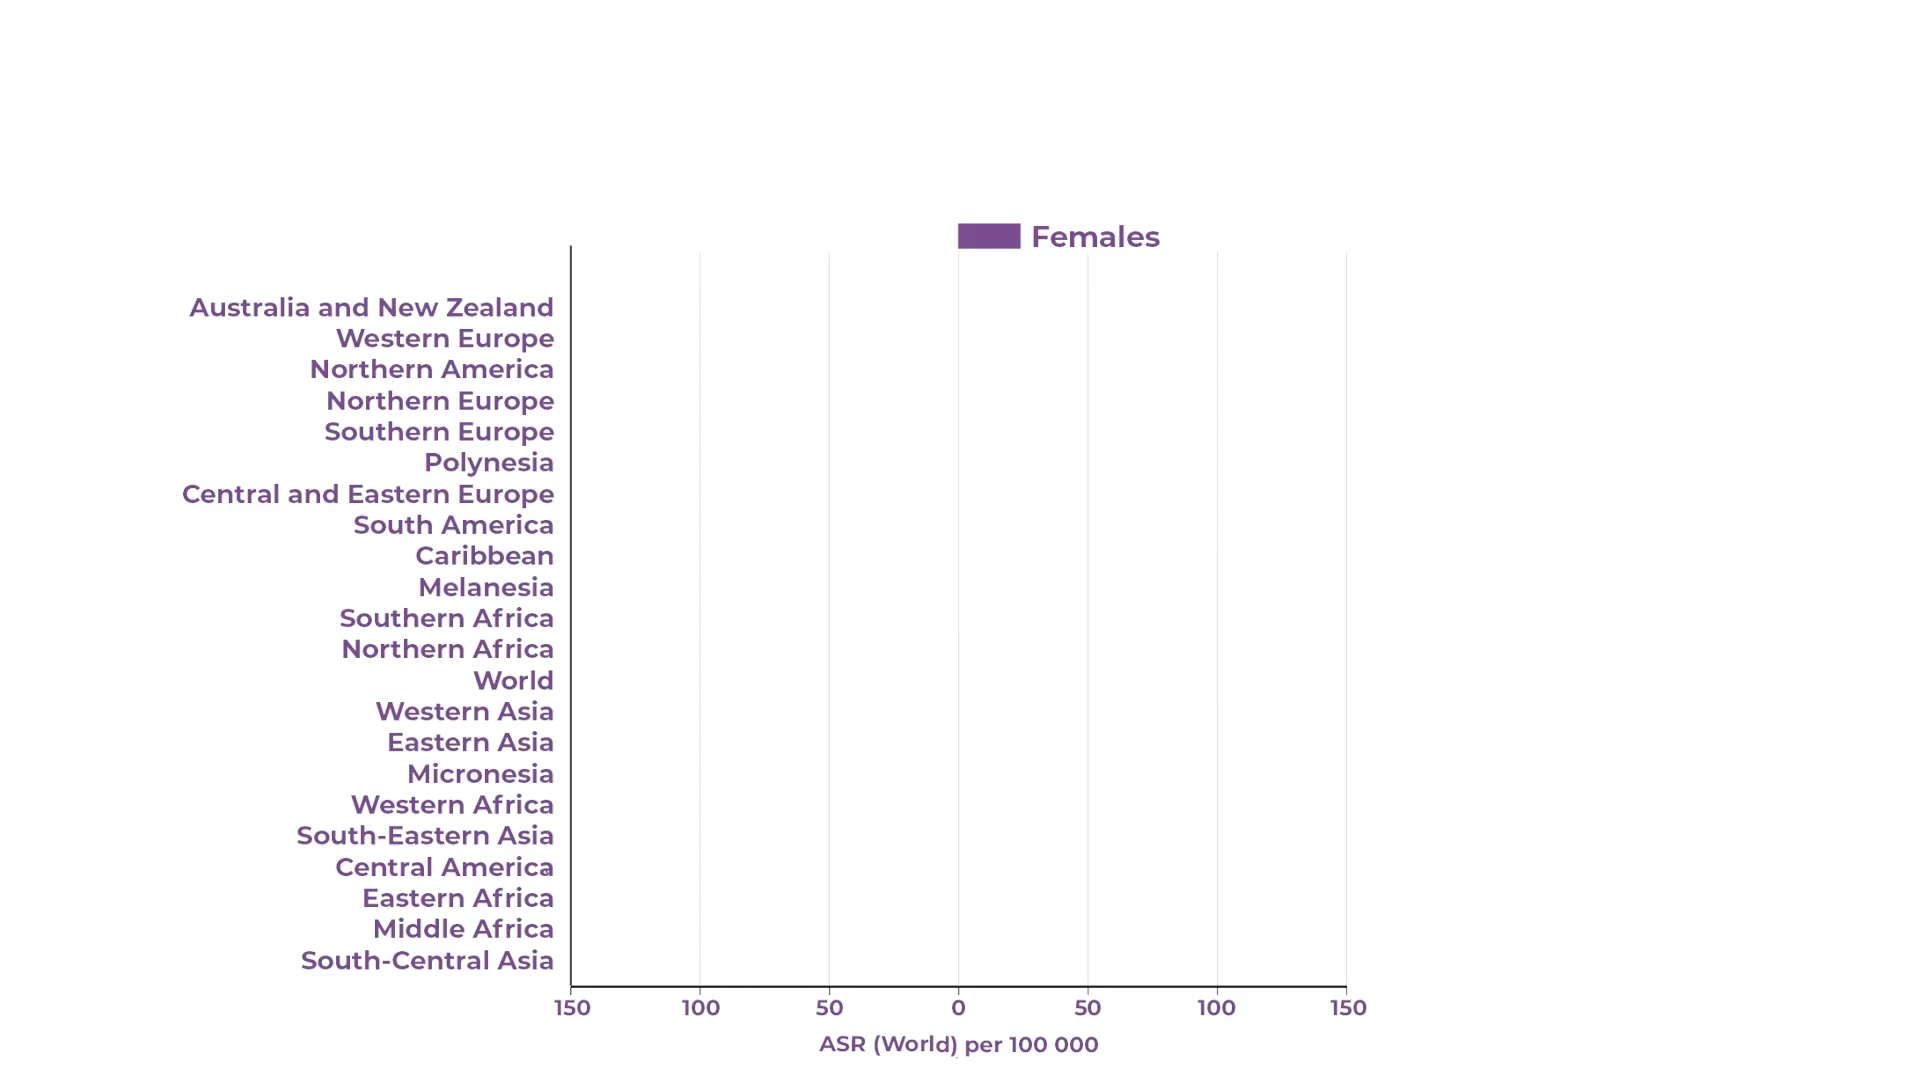 Females
Australia and New Zealand
Western Europe
Northern America
Northern Europe
Southern Europe
Polynesia
Central and Eastern Europe
South America
Caribbean
Melanesia
Southern Africa
Northern Africa
World
Western Asia
Eastern Asia
Micronesia
Western Africa
South-Eastern Asia
Central America
Eastern Africa
Middle Africa
South-Central Asia
150 100 50 0 50 100 150
ASR (World) per 100 000